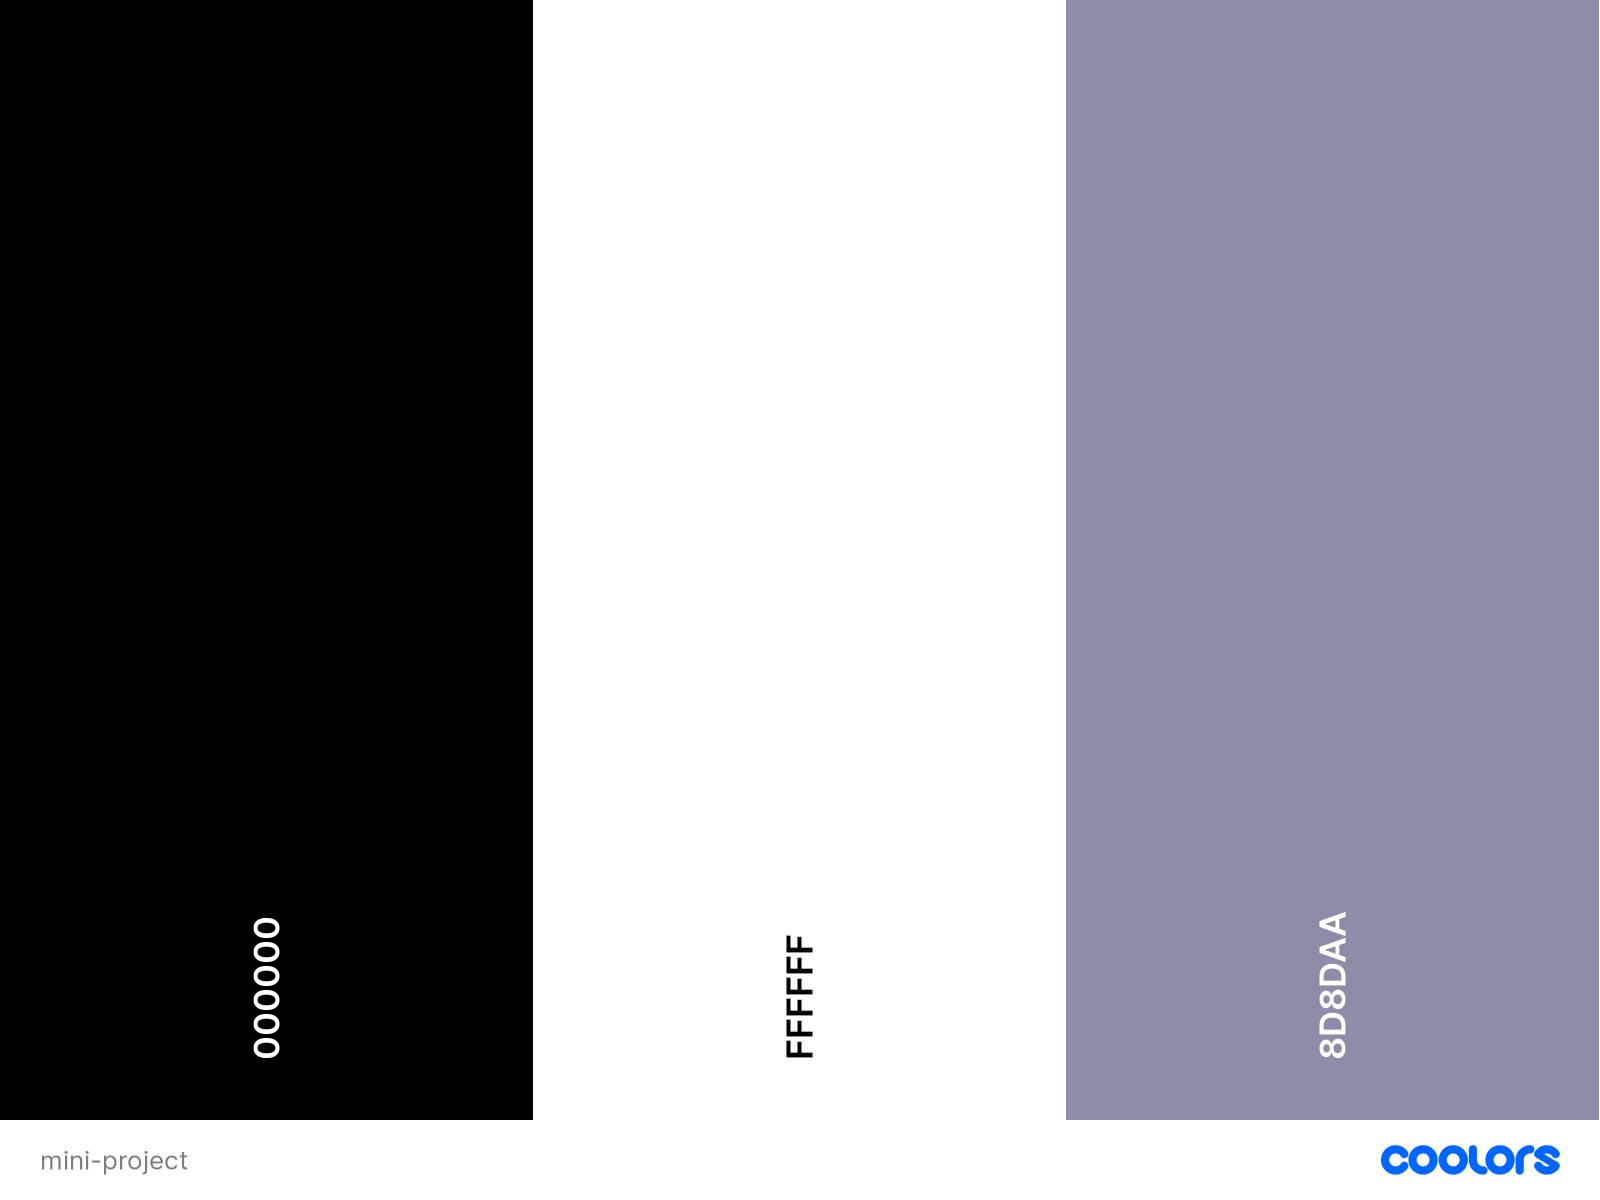 000000
FFFFFF
8D8DAA
mini-project
coolors